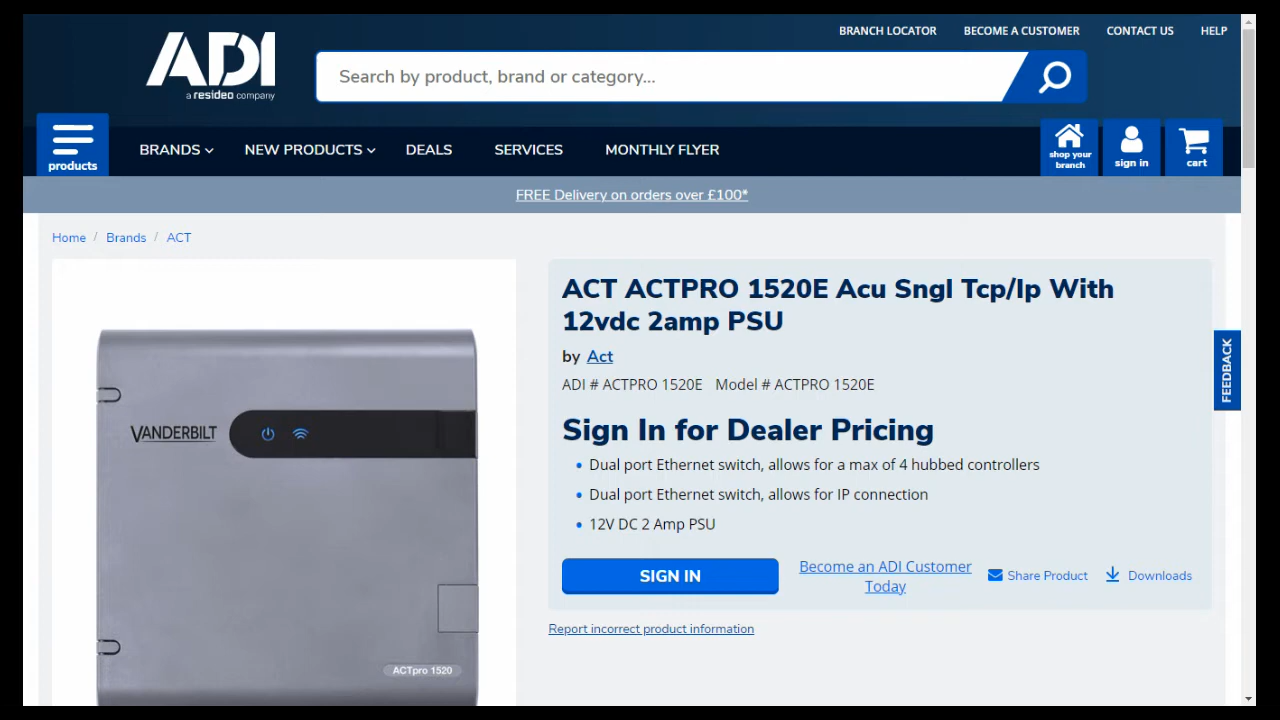 BRANCH LOCATOR BECOME A CUSTOMER CONTACT US HELP
ADI
a resideo company
Search by product, brand or category...
products
BRANDS NEW PRODUCTS DEALS SERVICES MONTHLY FLYER
shop your
branch
sign in
cart
FREE Delivery on orders over £100*
Home / Brands / ACT
ACT ACTPRO 1520E Acu Sngl Tcp/Ip With
12vdc 2amp PSU
by Act
ADI # ACTPRO 1520E Model # ACTPRO 1520E
FEEDBACK
Sign In for Dealer Pricing
• Dual port Ethernet switch, allows for a max of 4 hubbed controllers
• Dual port Ethernet switch, allows for IP connection
• 12V DC 2 Amp PSU
SIGN IN
Become an ADI Customer
Today
Share Product
Downloads
Report incorrect product information
VANDERBILT
ACTpro 1520